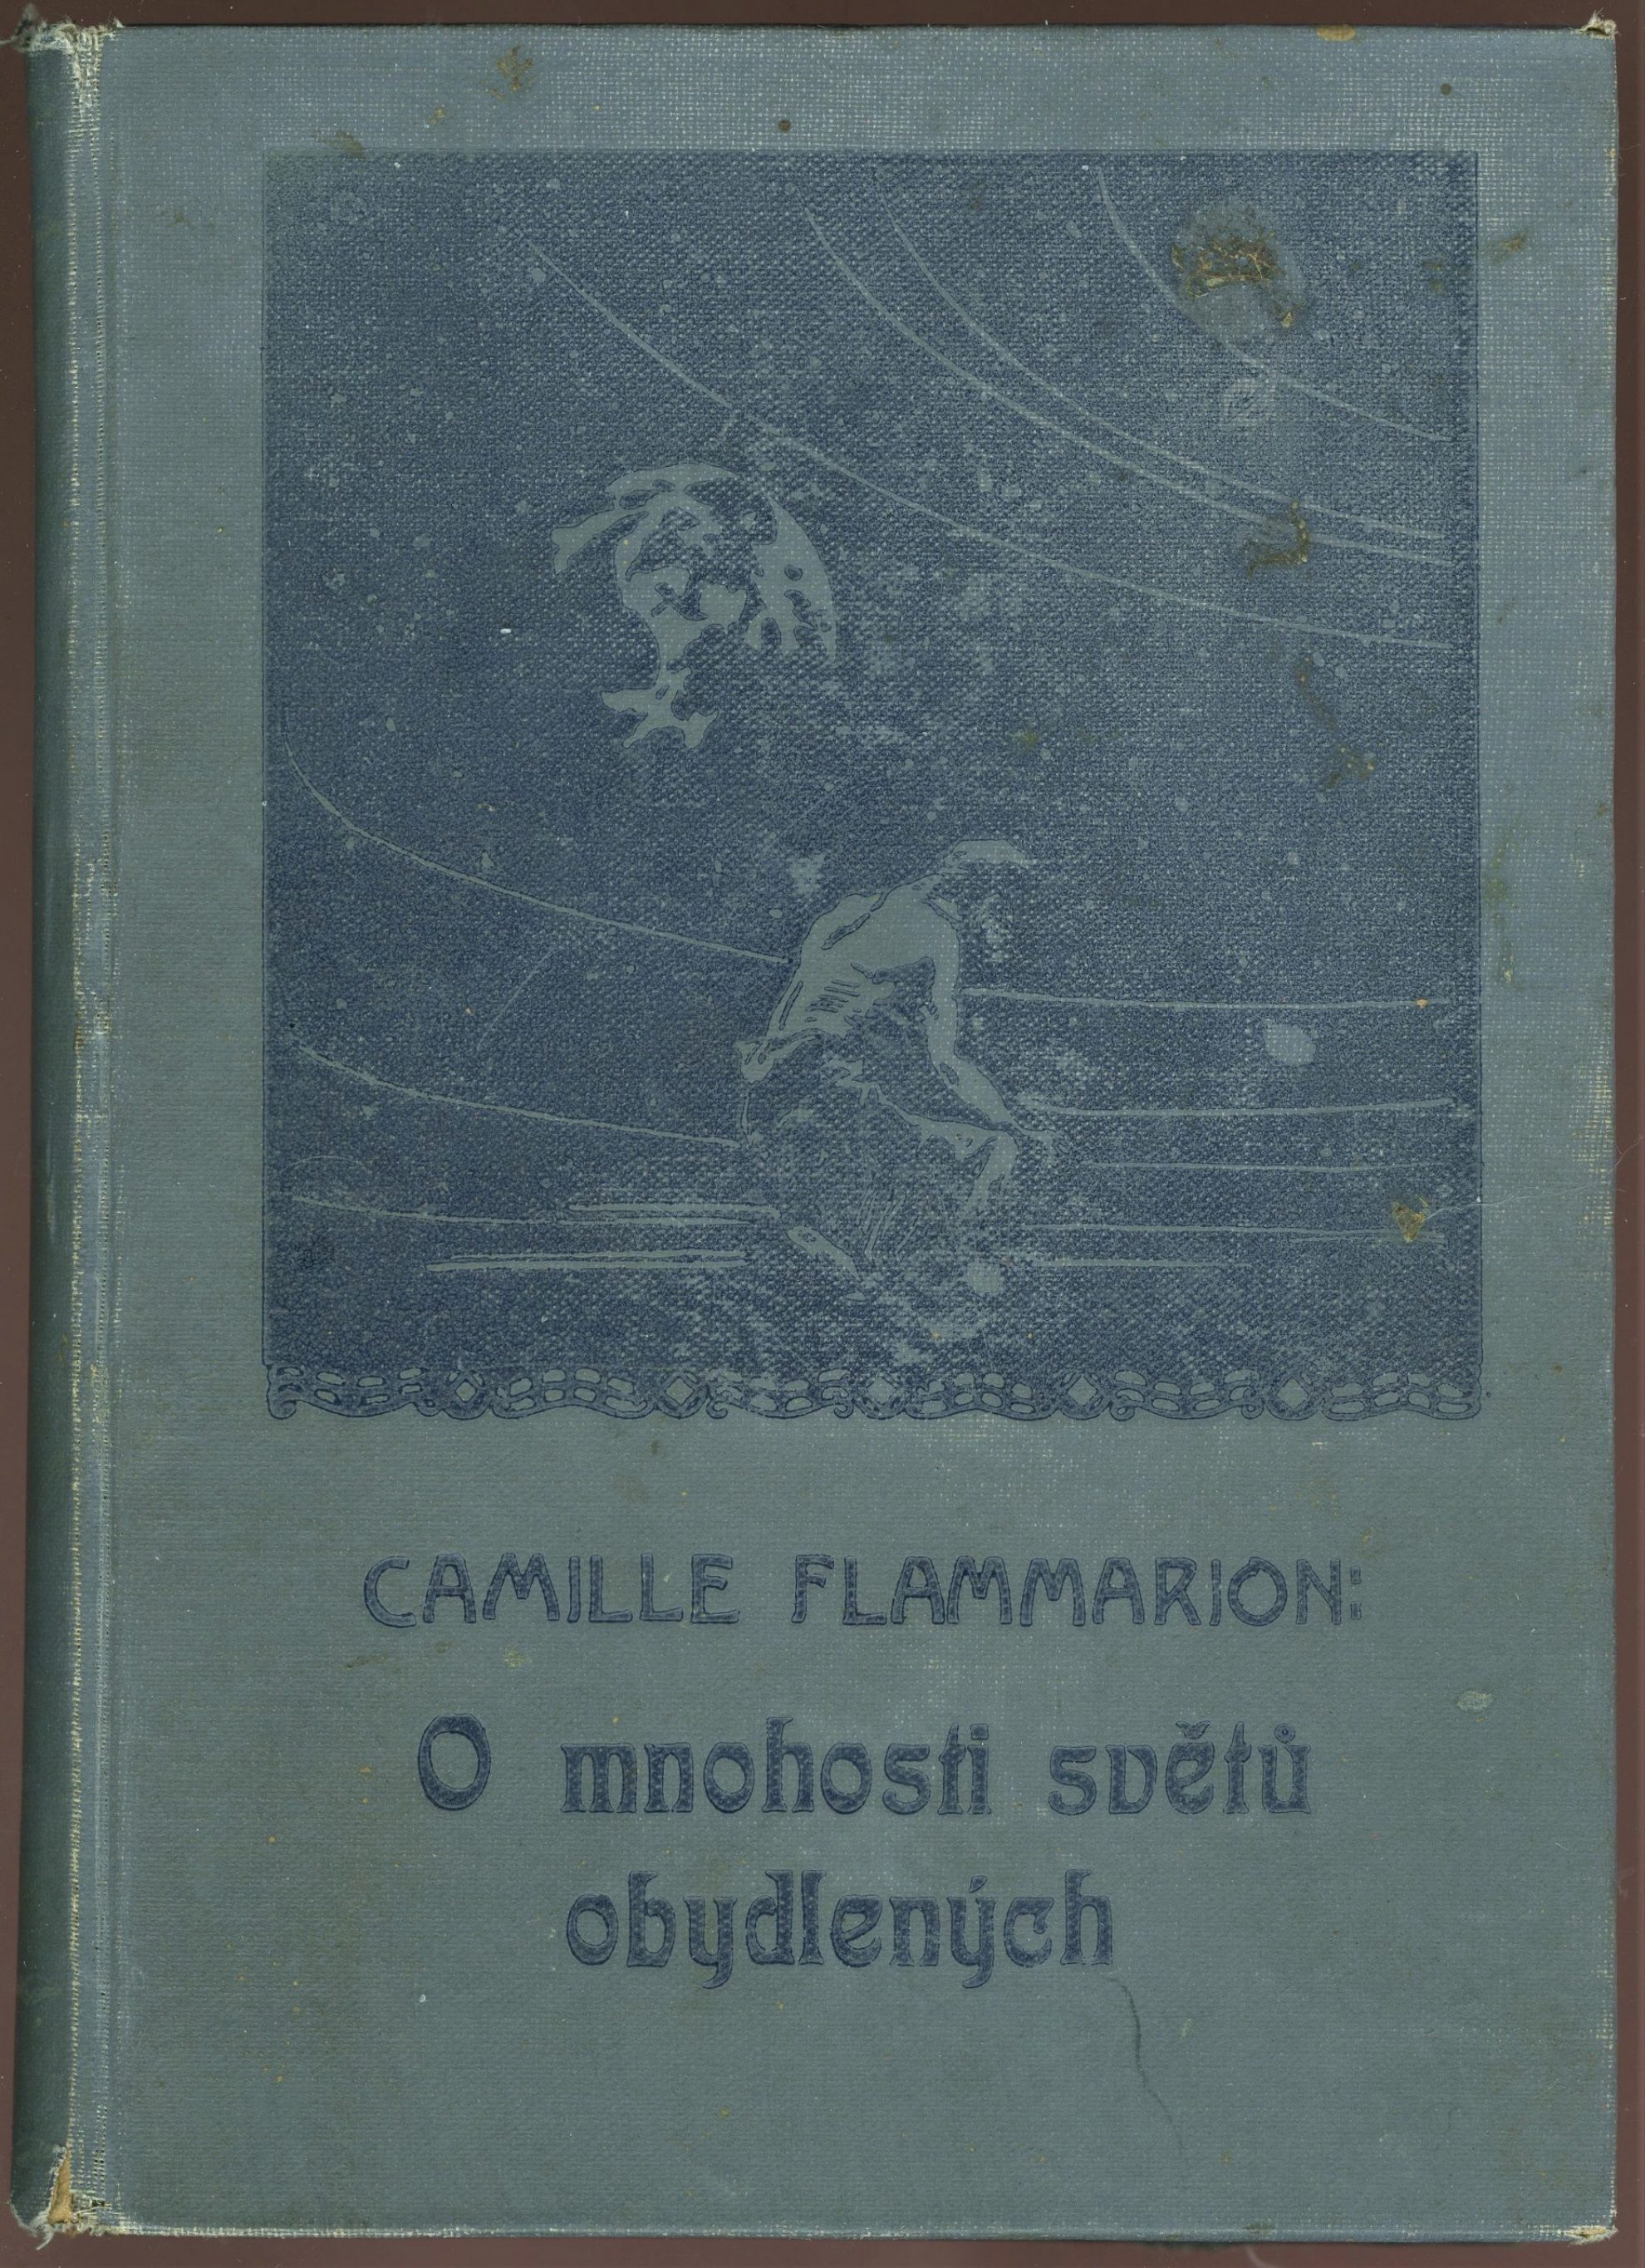 CAMILLE FLAMMARION:
O mnohosti světů
obydlených